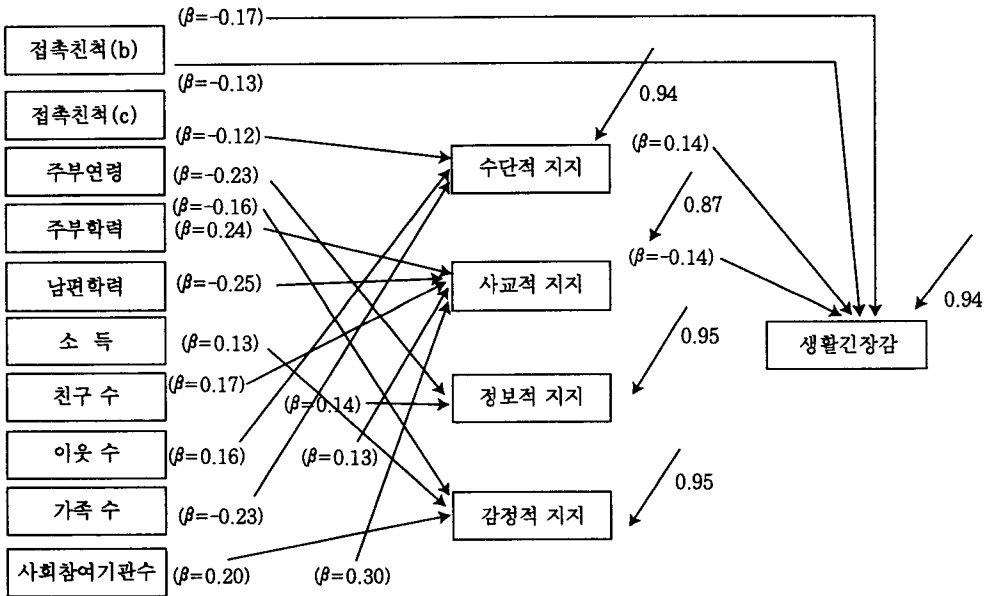 (β=-0.17)
접촉친척(b)
(β=-0.13)
0.94
접촉친척(c)
(β=-0.12)
(β=0.14)
수단적 지지
주부연령
(β=-0.23)
(β=-0.16)
0.87
주부학력
(β=0.24)
(β=-0.14)
사교적 지지
남편학력
(β=-0.25)
0.94
소 득
(β=0.13)
0.95
생활긴장감
친구 수
(β=0.17)
(β=0.14)
정보적 지지
이웃 수
(β=0.16)
(β=0.13)
0.95
가족 수
(β=-0.23)
감정적 지지
사회참여기관수
(β=0.20)
(β=0.30)